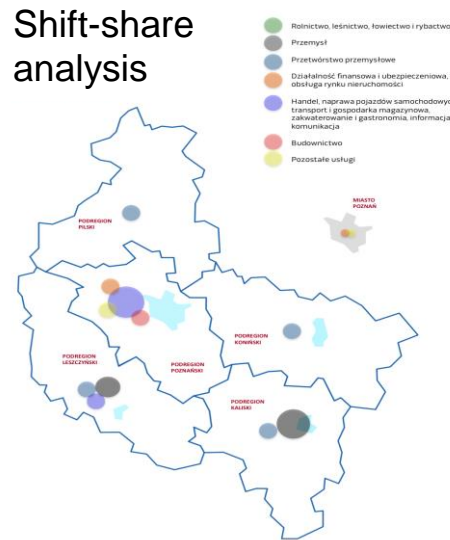 Shift-share
analysis
Rolnictwo, leśnictwo, łowiectwo i rybactwo
Przemysł
Przetwórstwo przemysłowe
Działalność finansowa i ubezpieczeniowa,
obsługa rynku nieruchomości
Handel, naprawa pojazdów samochodowyc
transport i gospodarka magazynowa,
zakwaterowanie i gastronomia, informacja
komunikacja
Budownictwo
Pozostałe usługi
MIASTO
POZNAŃ
PODREGION
PILSKI
PODREGION
KONIŃSKI
PODREGION
LESZCZYŃSKI
PODREGION
POZNAŃSKI
PODREGION
KALISKI